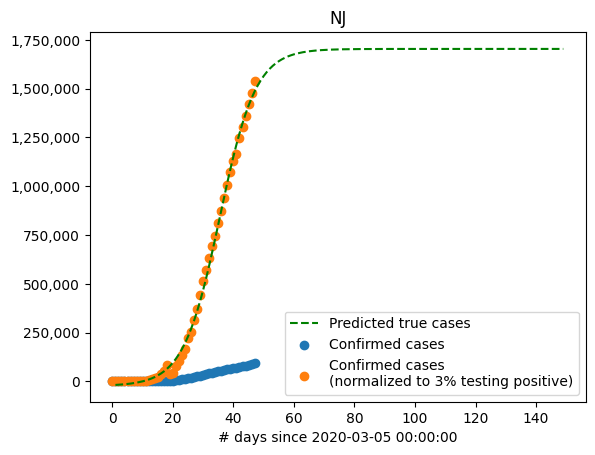 NJ
1,750,000
1,500,000
1,250,000
1,000,000
750,000
500,000
250,000
0
0 20 40 60 80 100 120 140
# days since 2020-03-05 00:00:00
Predicted true cases
Confirmed cases
Confirmed cases
(normalized to 3% testing positive)